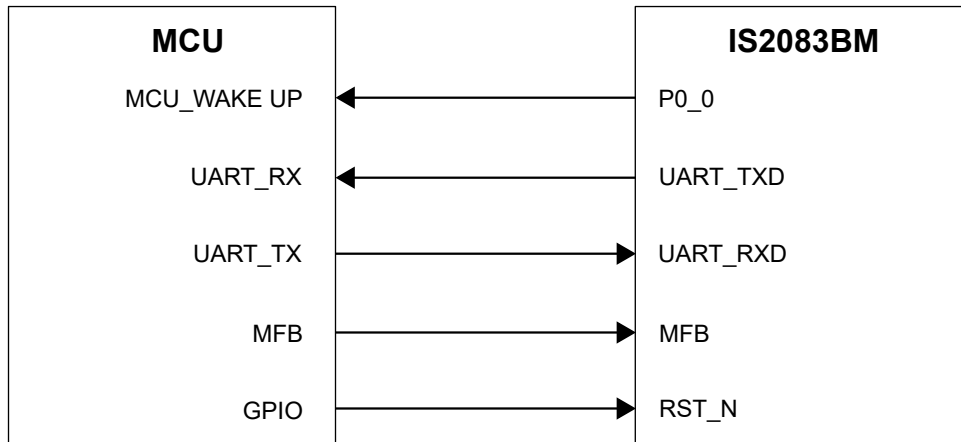 MCU
IS2083BM
MCU_WAKE UP
P0_0
UART_RX
UART_TXD
UART_TX
UART_RXD
MFB
MFB
GPIO
RST_N